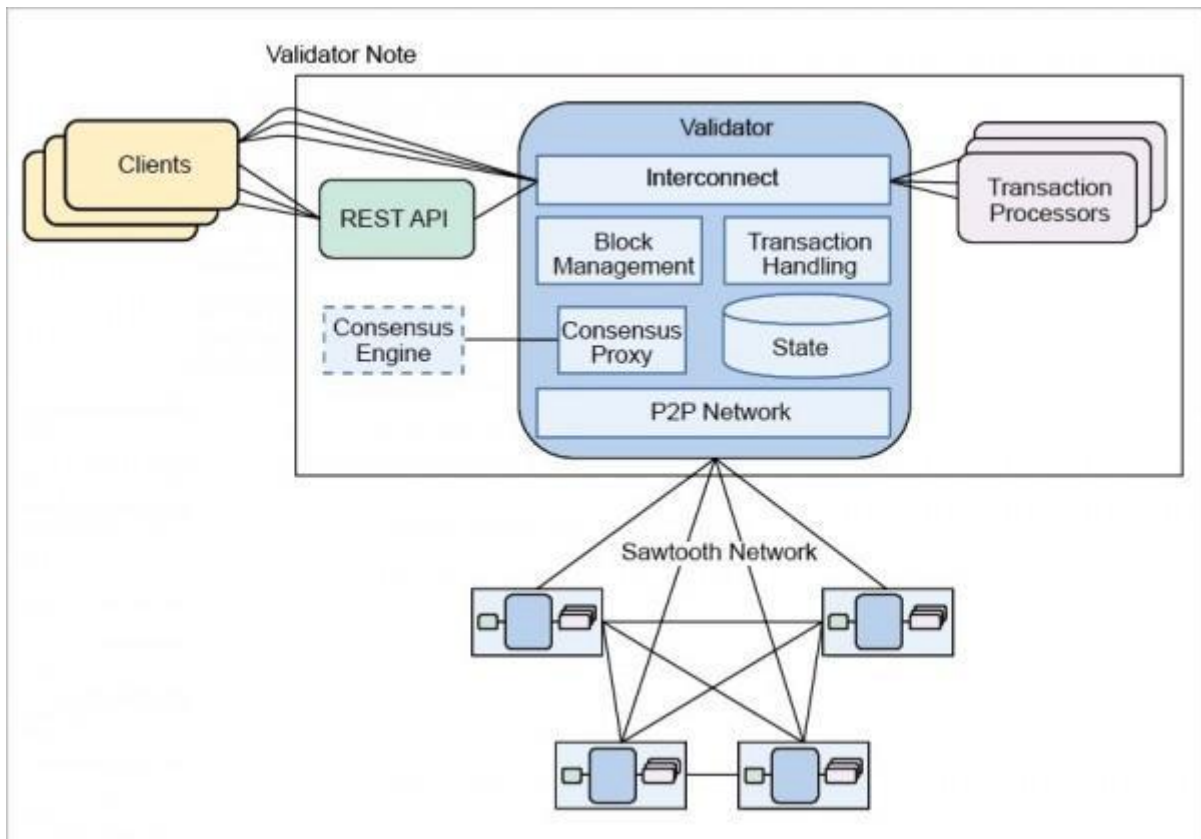 Validator Note
Clients
REST API
Validator
Interconnect
Block
Management
Transaction
Handling
Consensus
Engine
Consensus
Proxy
State
P2P Network
Transaction
Processors
Sawtooth Network